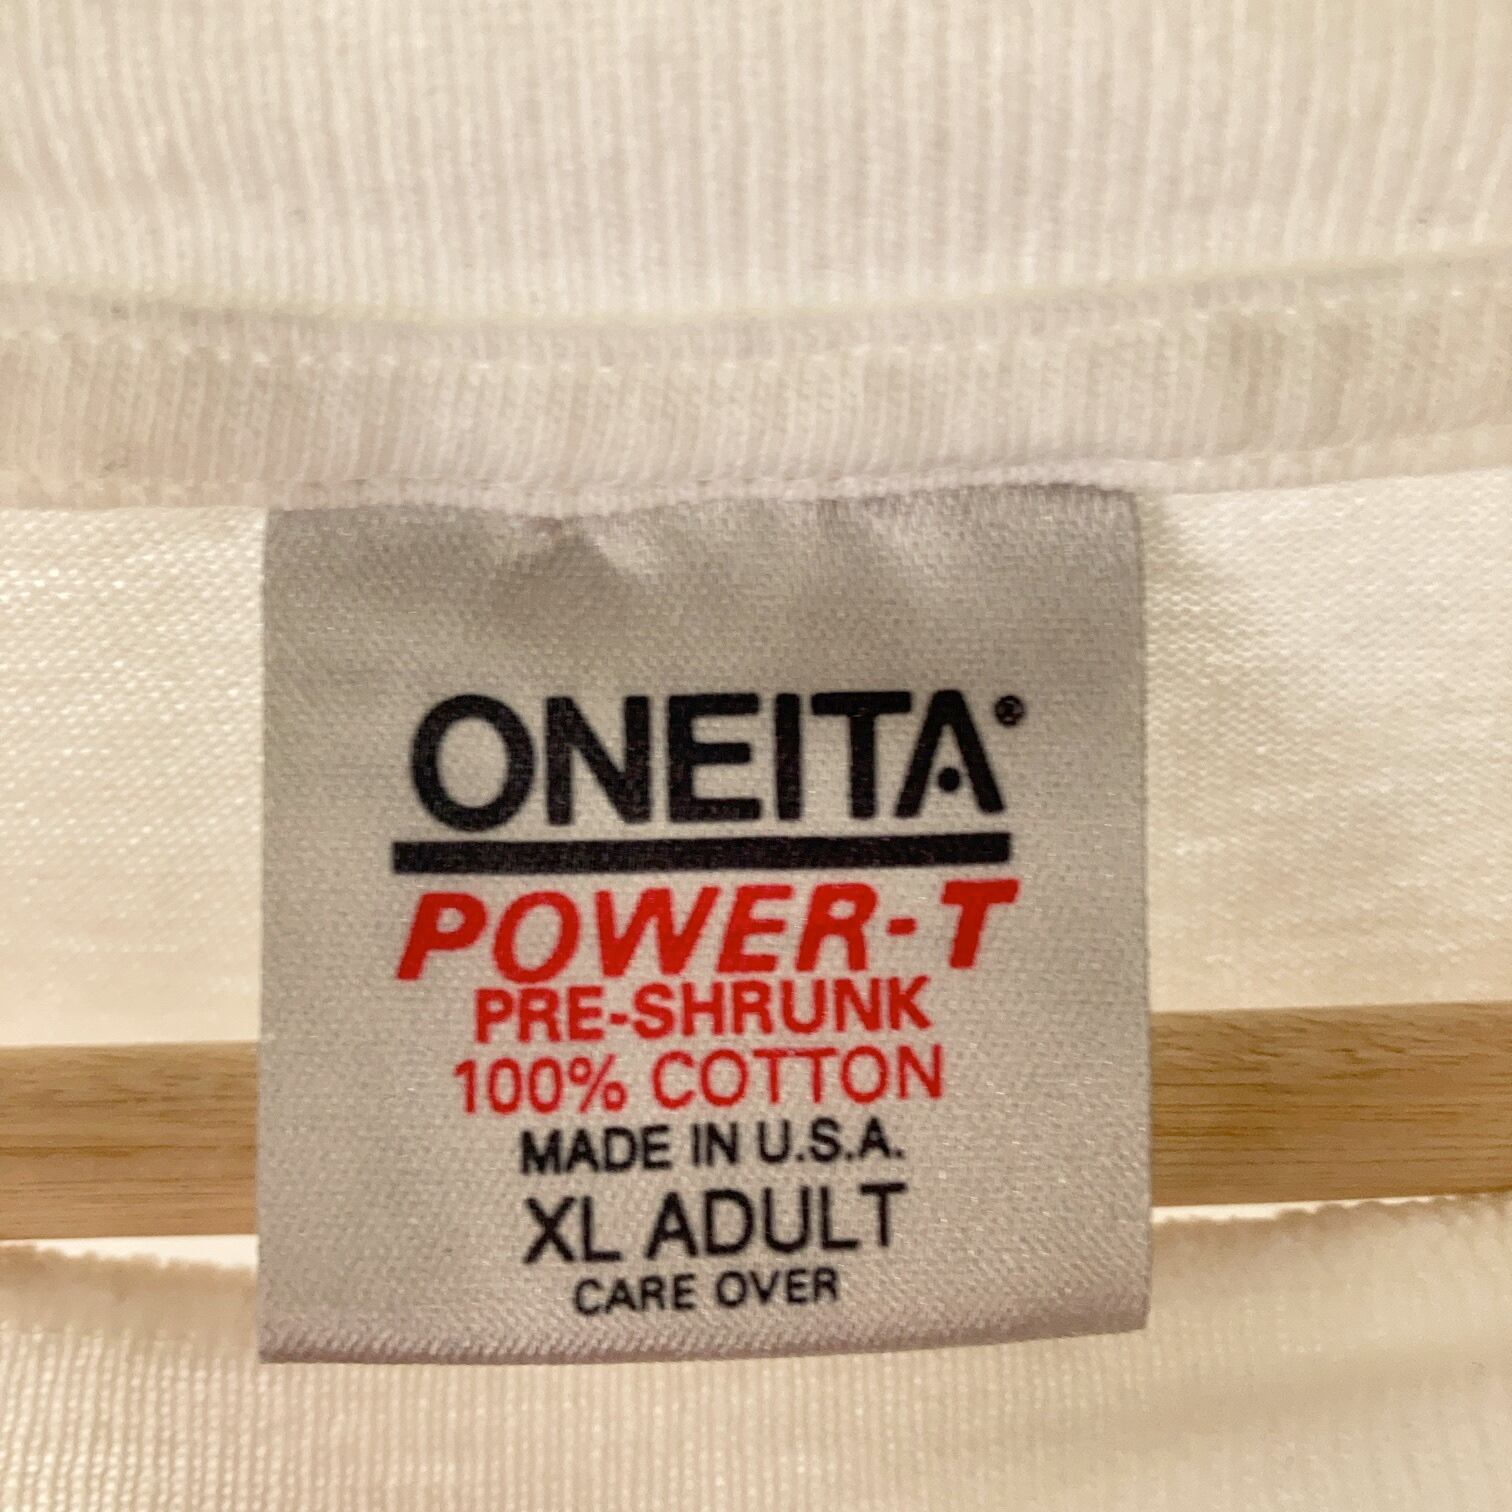 ONEITA®
POWER-T
PRE-SHRUNK
100% COTTON
MADE IN U.S.A.
XL ADULT
CARE OVER